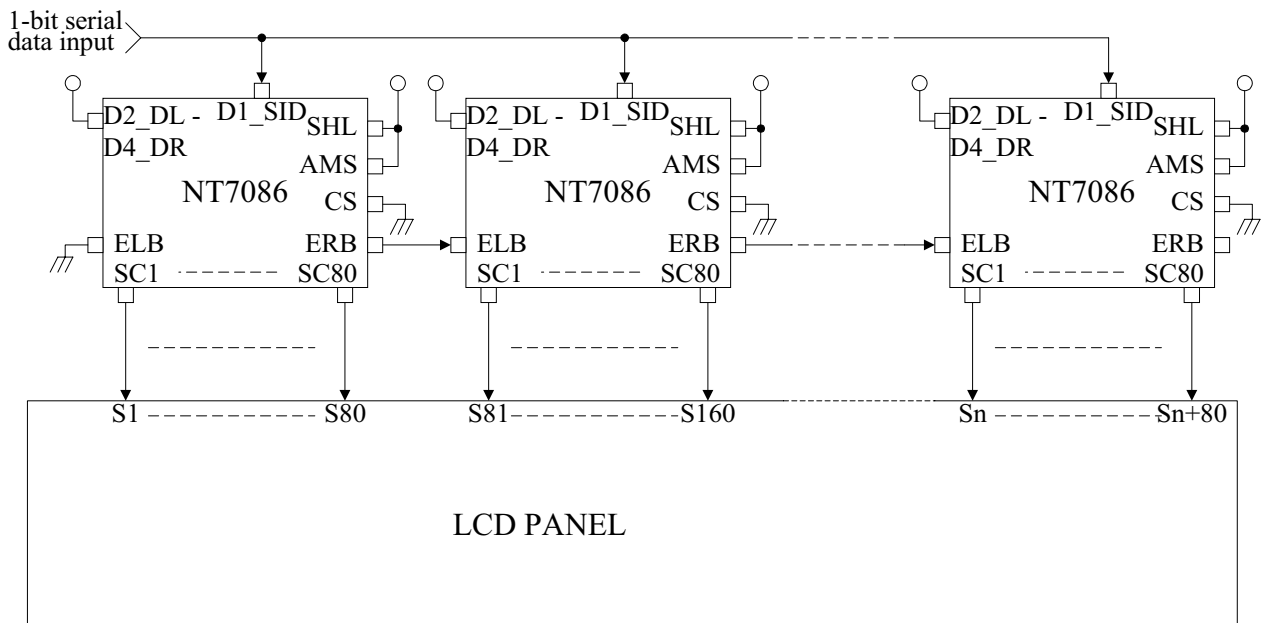 1-bit serial
data input
D2_DL -
D4_DR
D1_SID
SHL
AMS
NT7086
CS
ELB
ERB
SC1
SC80
D2_DL -
D4_DR
D1_SID
SHL
AMS
NT7086
CS
ELB
ERB
SC1
SC80
D2_DL -
D4_DR
D1_SID
SHL
AMS
NT7086
CS
ELB
ERB
SC1
SC80
S1
S80
S81
S160
Sn
Sn+80
LCD PANEL